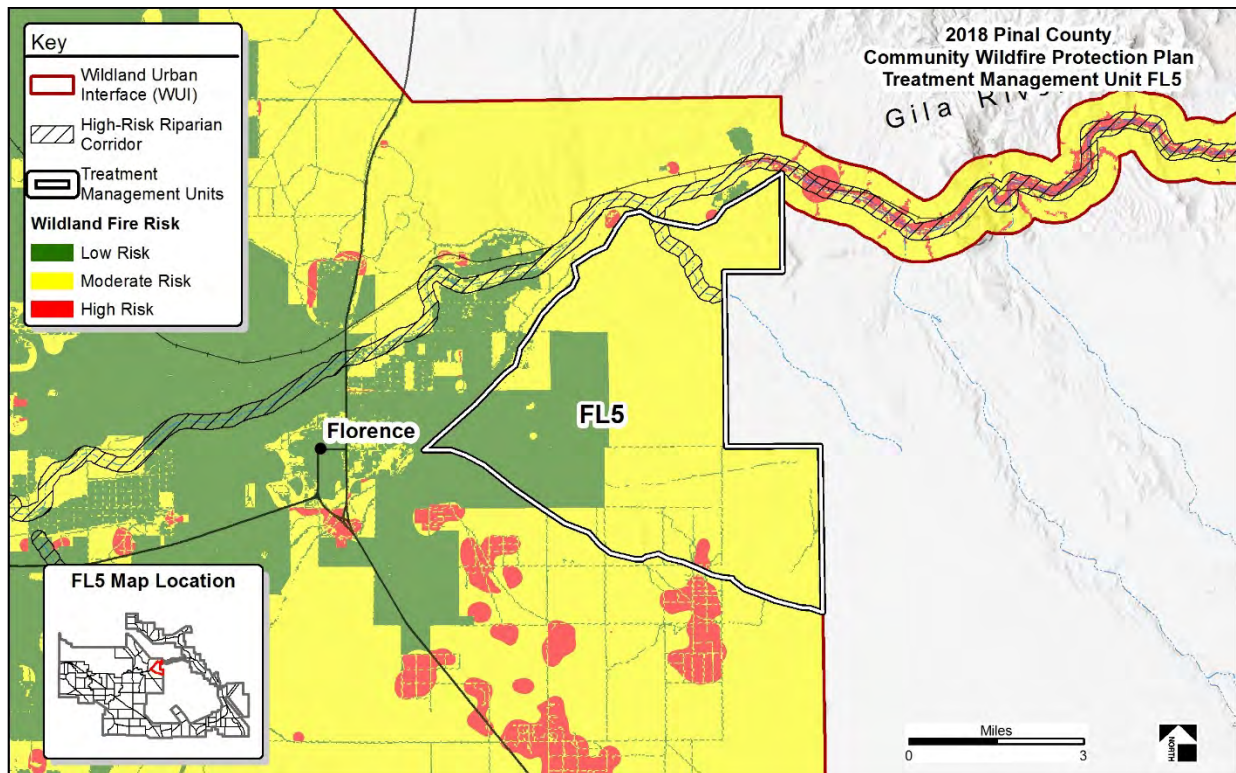 Key
Wildland Urban
Interface (WUI)
High-Risk Riparian
Corridor
Treatment
Management Units
Wildland Fire Risk
Low Risk
Moderate Risk
High Risk
2018 Pinal County
Community Wildfire Protection Plan
Treatment Management Unit FL5
Gila River
FL5
Florence
FL5 Map Location
Miles
0 3
NORTH